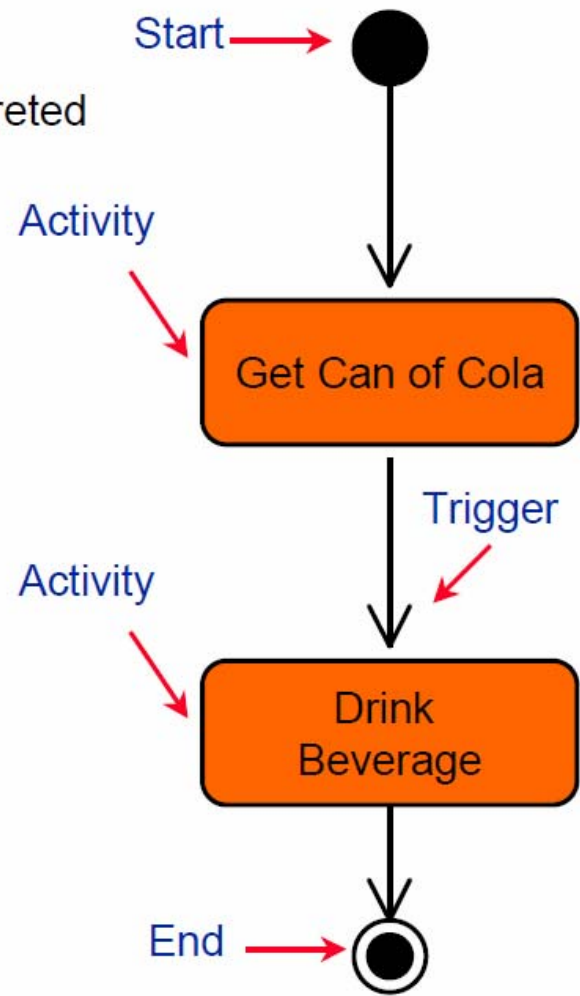 Start
reted
Activity
Get Can of Cola
Trigger
Activity
Drink
Beverage
End